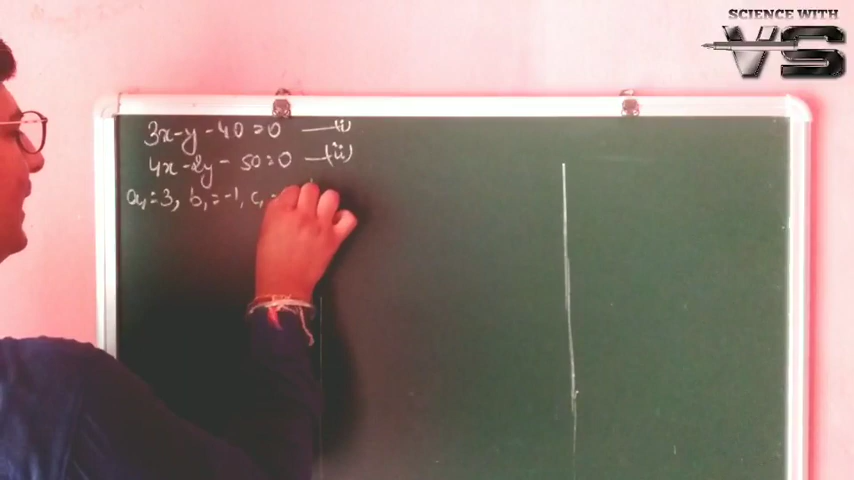 SCIENCE WITH
VS
3x-y-40=0 —(i)
4x-2y-50=0 —(ii)
a₁=3, b₁=-1, c₁=